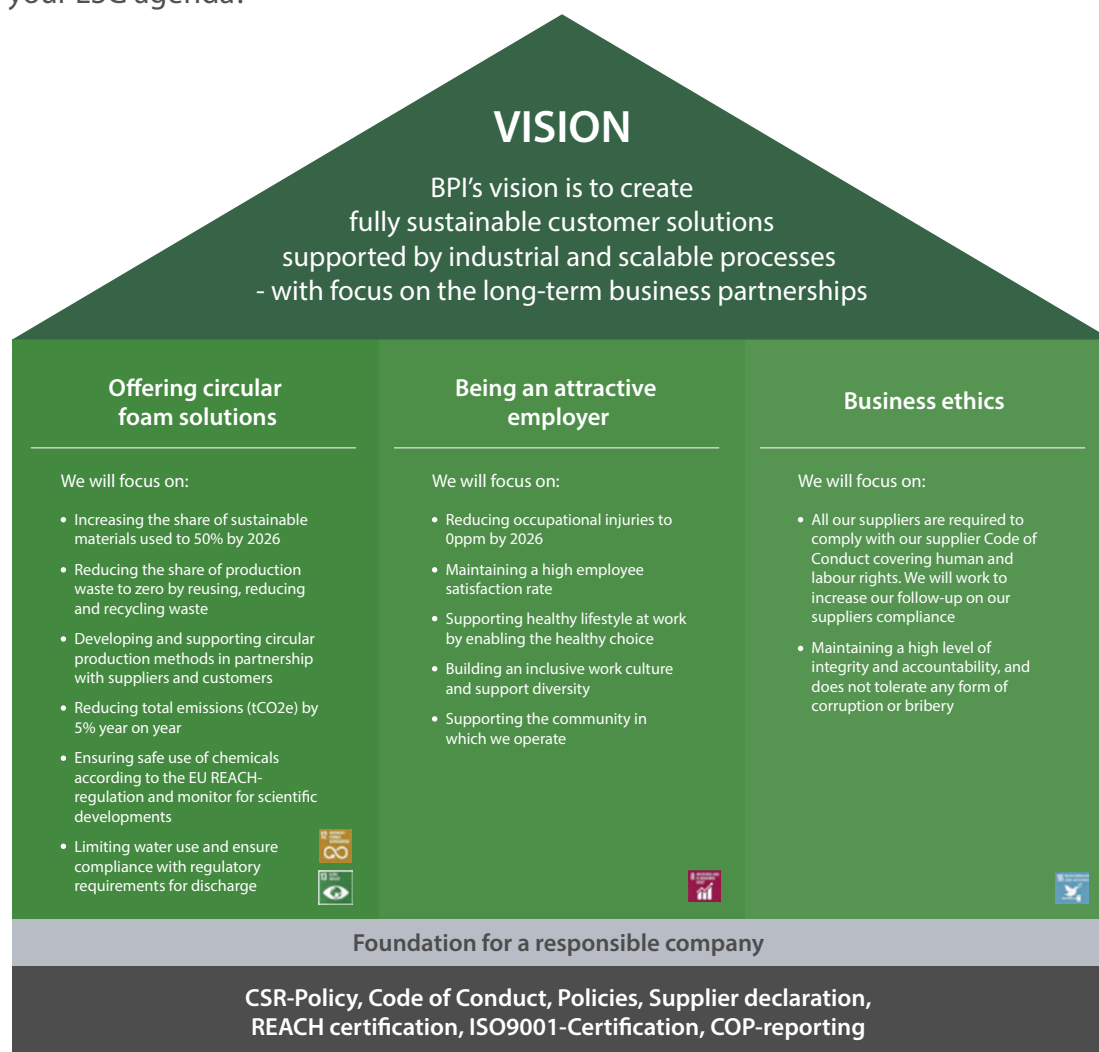 VISION
BPI’s vision is to create
fully sustainable customer solutions
supported by industrial and scalable processes
- with focus on the long-term business partnerships
Offering circular
foam solutions
We will focus on:
• Increasing the share of sustainable
materials used to 50% by 2026
• Reducing the share of production
waste to zero by reusing, reducing
and recycling waste
• Developing and supporting circular
production methods in partnership
with suppliers and customers
• Reducing total emissions (tCO2e) by
5% year on year
• Ensuring safe use of chemicals
according to the EU REACH-
regulation and monitor for scientific
developments
• Limiting water use and ensure
compliance with regulatory
requirements for discharge
Being an attractive
employer
We will focus on:
• Reducing occupational injuries to
0ppm by 2026
• Maintaining a high employee
satisfaction rate
• Supporting healthy lifestyle at work
by enabling the healthy choice
• Building an inclusive work culture
and support diversity
• Supporting the community in
which we operate
Business ethics
We will focus on:
• All our suppliers are required to
comply with our supplier Code of
Conduct covering human and
labour rights. We will work to
increase our follow-up on our
suppliers compliance
• Maintaining a high level of
integrity and accountability, and
does not tolerate any form of
corruption or bribery
Foundation for a responsible company
CSR-Policy, Code of Conduct, Policies, Supplier declaration,
REACH certification, ISO9001-Certification, COP-reporting